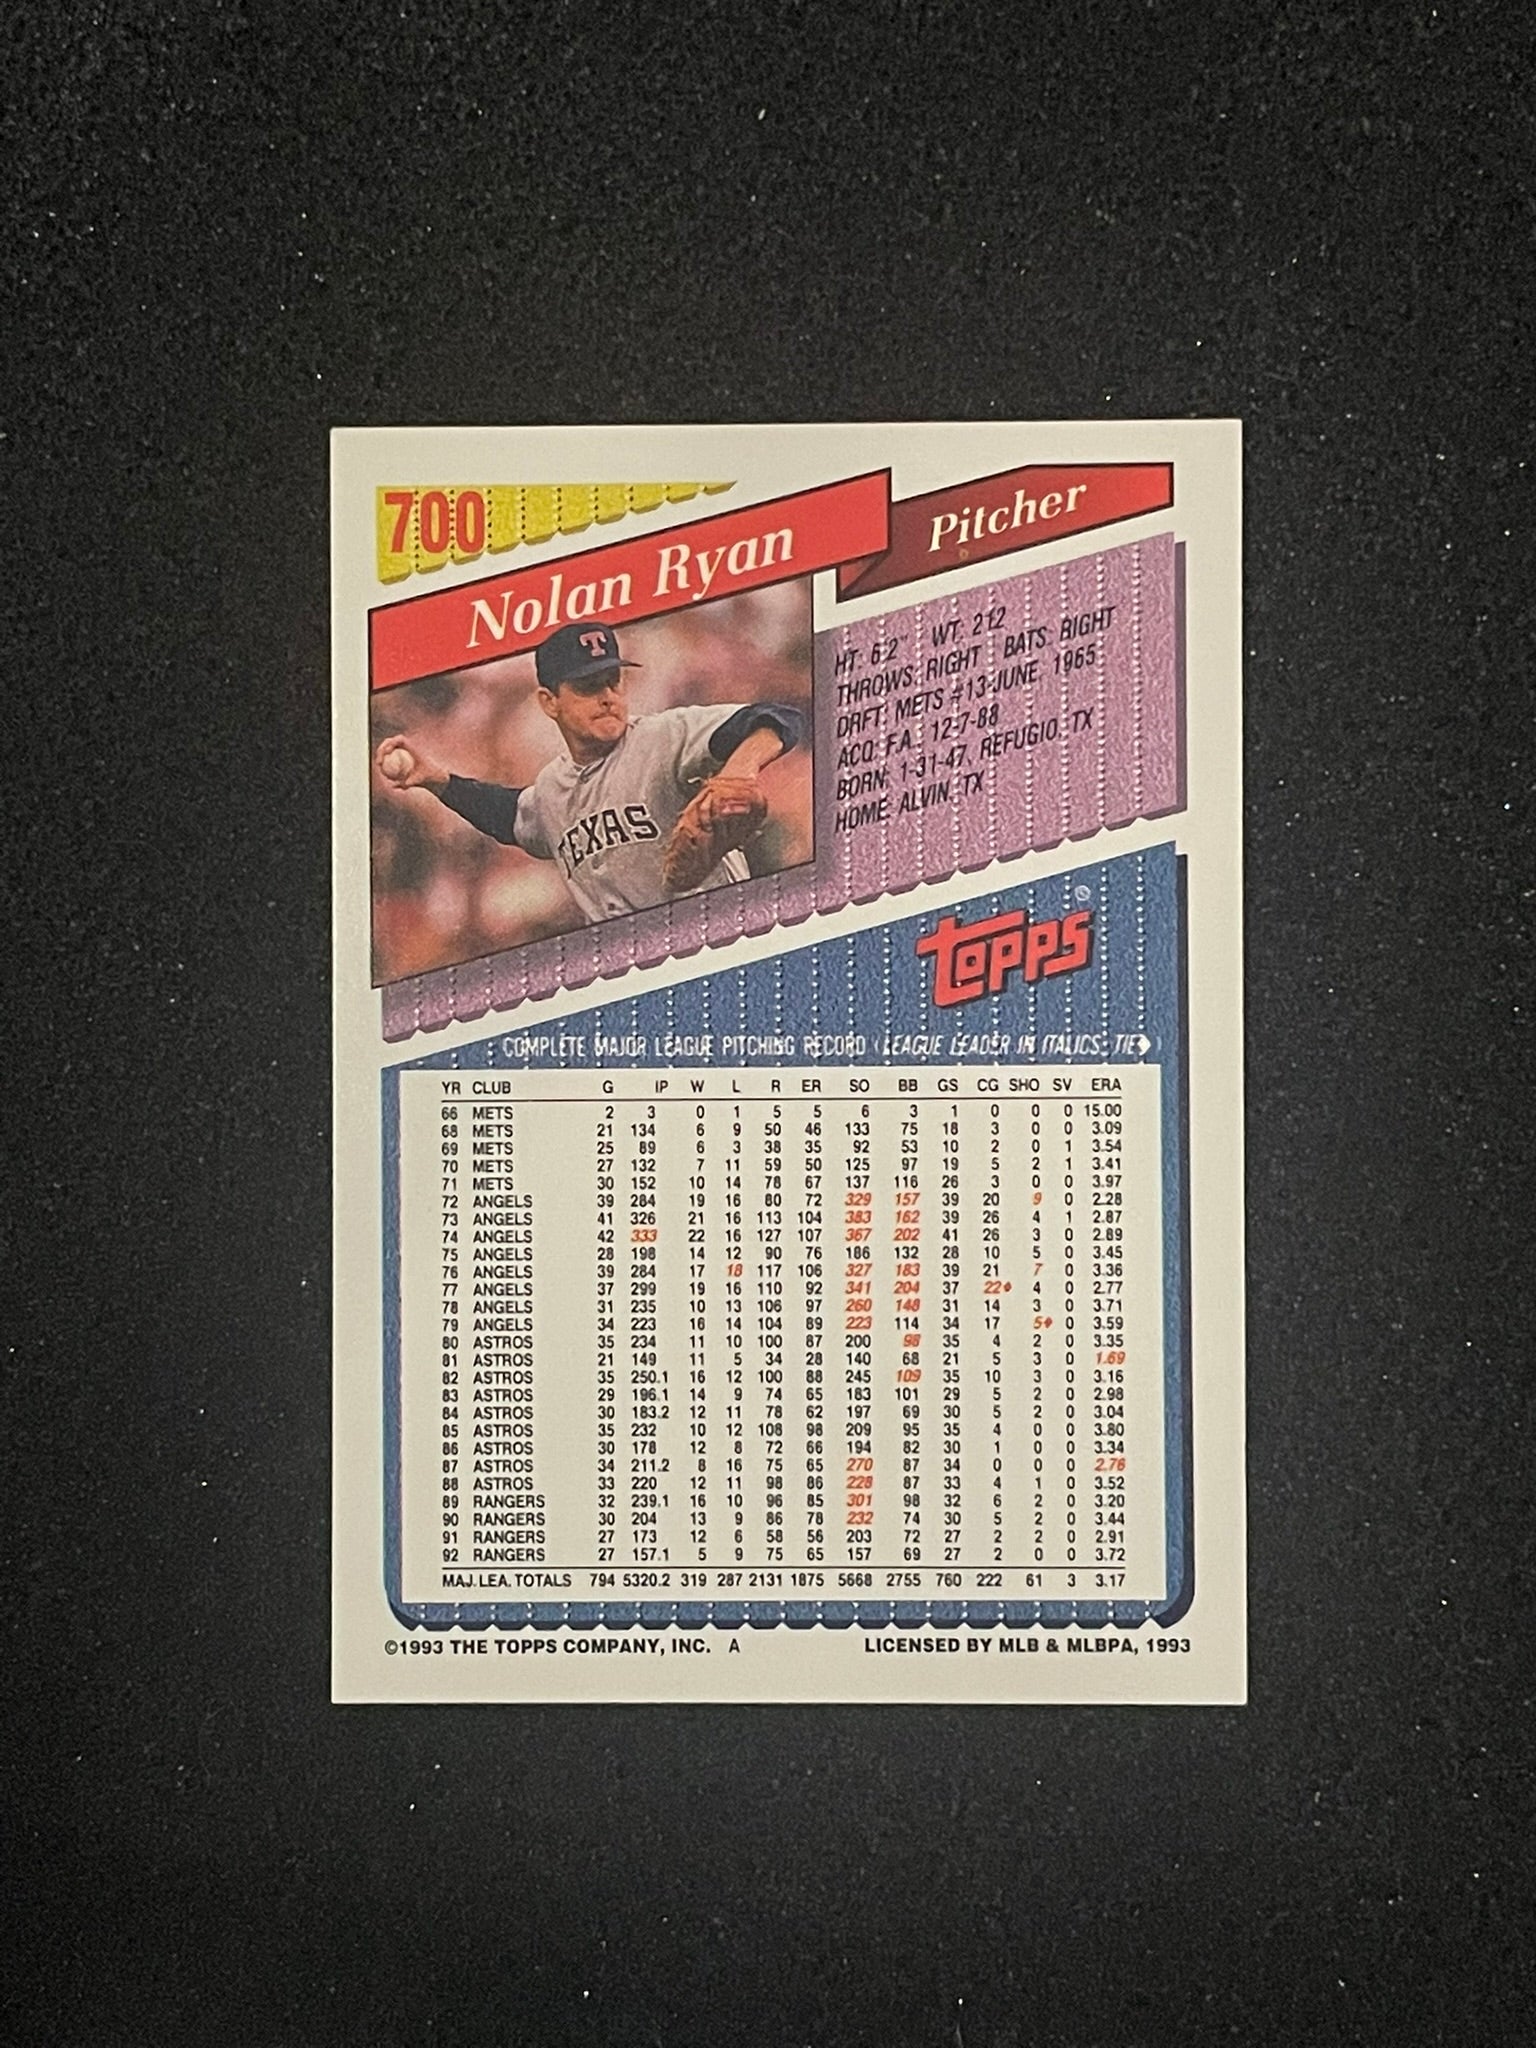 700
Nolan Ryan
Pitcher
T
TEXAS
HT: 6'2" WT: 212
THROWS: RIGHT BATS: RIGHT
DRFT: METS #13-JUNE, 1965
ACQ: F.A., 12-7-88
BORN: 1-31-47, REFUGIO, TX
HOME: ALVIN, TX
topps®
COMPLETE MAJOR LEAGUE PITCHING RECORD (LEAGUE LEADER IN ITALICS, TIE♦)
YR CLUB G IP W L R ER SO BB GS CG SHO SV ERA
66 METS 2 3 0 1 5 5 6 3 1 0 0 0 15.00
68 METS 21 134 6 9 50 46 133 75 18 3 0 0 3.09
69 METS 25 89 6 3 38 35 92 53 10 2 0 1 3.54
70 METS 27 132 7 11 59 50 125 97 19 5 2 1 3.41
71 METS 30 152 10 14 78 67 137 116 26 3 0 0 3.97
72 ANGELS 39 284 19 16 80 72 329 157 39 20 9 0 2.28
73 ANGELS 41 326 21 16 113 104 383 162 39 26 4 1 2.87
74 ANGELS 42 333 22 16 127 107 367 202 41 26 3 0 2.89
75 ANGELS 28 198 14 12 90 76 186 132 28 10 5 0 3.45
76 ANGELS 39 284 17 18 117 106 327 183 39 21 7 0 3.36
77 ANGELS 37 299 19 16 110 92 341 204 37 22♦ 4 0 2.77
78 ANGELS 31 235 10 13 106 97 260 148 31 14 3 0 3.71
79 ANGELS 34 223 16 14 104 89 223 114 34 17 5♦ 0 3.59
80 ASTROS 35 234 11 10 100 87 200 98 35 4 2 0 3.35
81 ASTROS 21 149 11 5 34 28 140 68 21 5 3 0 1.69
82 ASTROS 35 250.1 16 12 100 88 245 109 35 10 3 0 3.16
83 ASTROS 29 196.1 14 9 74 65 183 101 29 5 2 0 2.98
84 ASTROS 30 183.2 12 11 78 62 197 69 30 5 2 0 3.04
85 ASTROS 35 232 10 12 108 98 209 95 35 4 0 0 3.80
86 ASTROS 30 178 12 8 72 66 194 82 30 1 0 0 3.34
87 ASTROS 34 211.2 8 16 75 65 270 87 34 0 0 0 2.76
88 ASTROS 33 220 12 11 98 86 228 87 33 4 1 0 3.52
89 RANGERS 32 239.1 16 10 96 85 301 98 32 6 2 0 3.20
90 RANGERS 30 204 13 9 86 78 232 74 30 5 2 0 3.44
91 RANGERS 27 173 12 6 58 56 203 72 27 2 2 0 2.91
92 RANGERS 27 157.1 5 9 75 65 157 69 27 2 0 0 3.72
MAJ. LEA. TOTALS 794 5320.2 319 287 2131 1875 5668 2755 760 222 61 3 3.17
©1993 THE TOPPS COMPANY, INC. A
LICENSED BY MLB & MLBPA, 1993